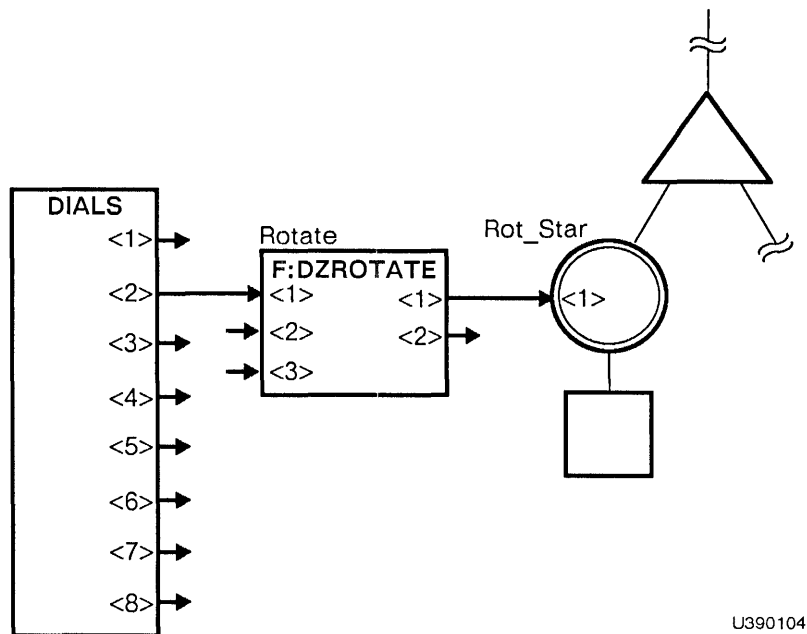 DIALS
<1>
<2>
<3>
<4>
<5>
<6>
<7>
<8>
Rotate
F:DZROTATE
<1> <1>
<2> <2>
<3>
Rot_Star
<1>
U390104